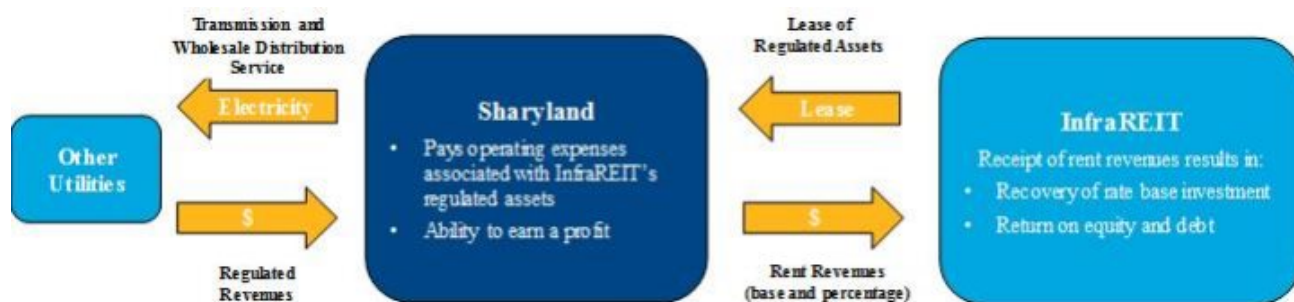 Transmission and
Wholesale Distribution
Service
Electricity
Other
Utilities
$
Regulated
Revenues
Sharyland
• Pays operating expenses
associated with InfraREIT's
regulated assets
• Ability to earn a profit
Lease of
Regulated Assets
Lease
$
Rent Revenues
(base and percentage)
InfraREIT
Receipt of rent revenues results in:
• Recovery of rate base investment
• Return on equity and debt